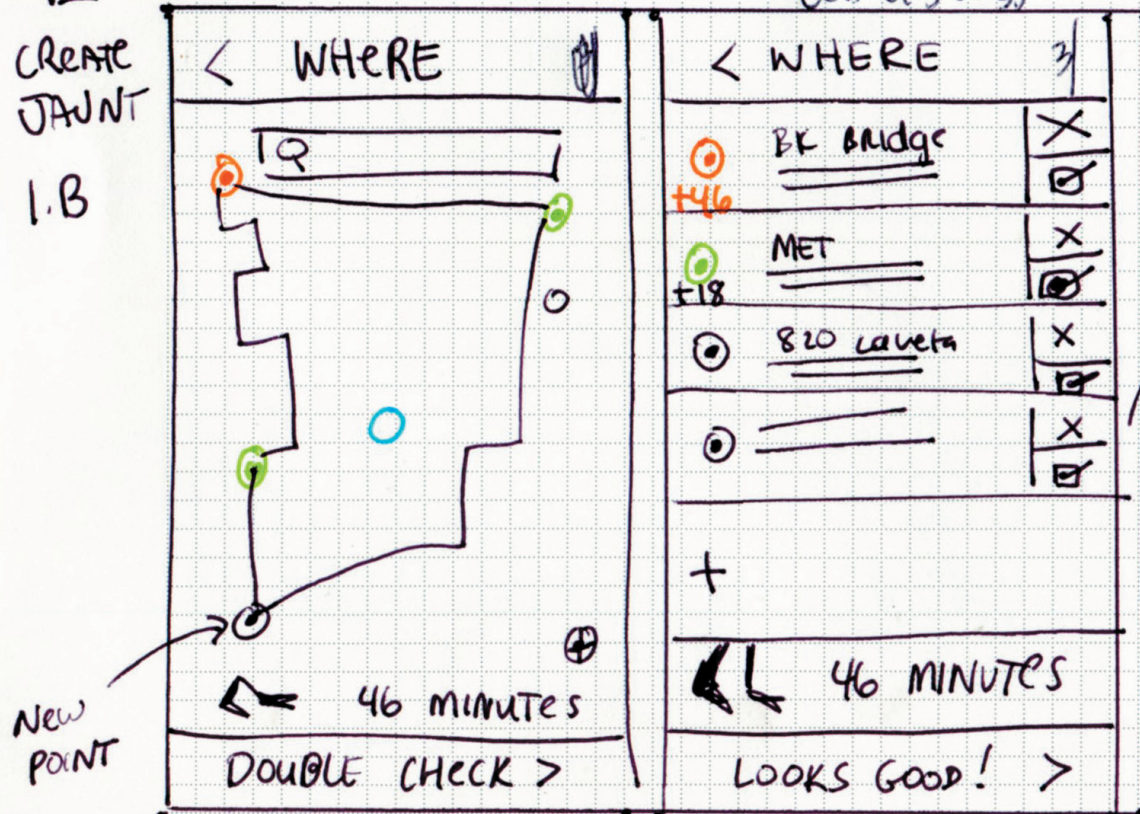 CREATE
JAUNT
1.B
< WHERE
NEW
POINT
46 MINUTES
DOUBLE CHECK >
< WHERE 3
BK BRIDGE
+46
MET
+18
820
+
46 MINUTES
LOOKS GOOD! >